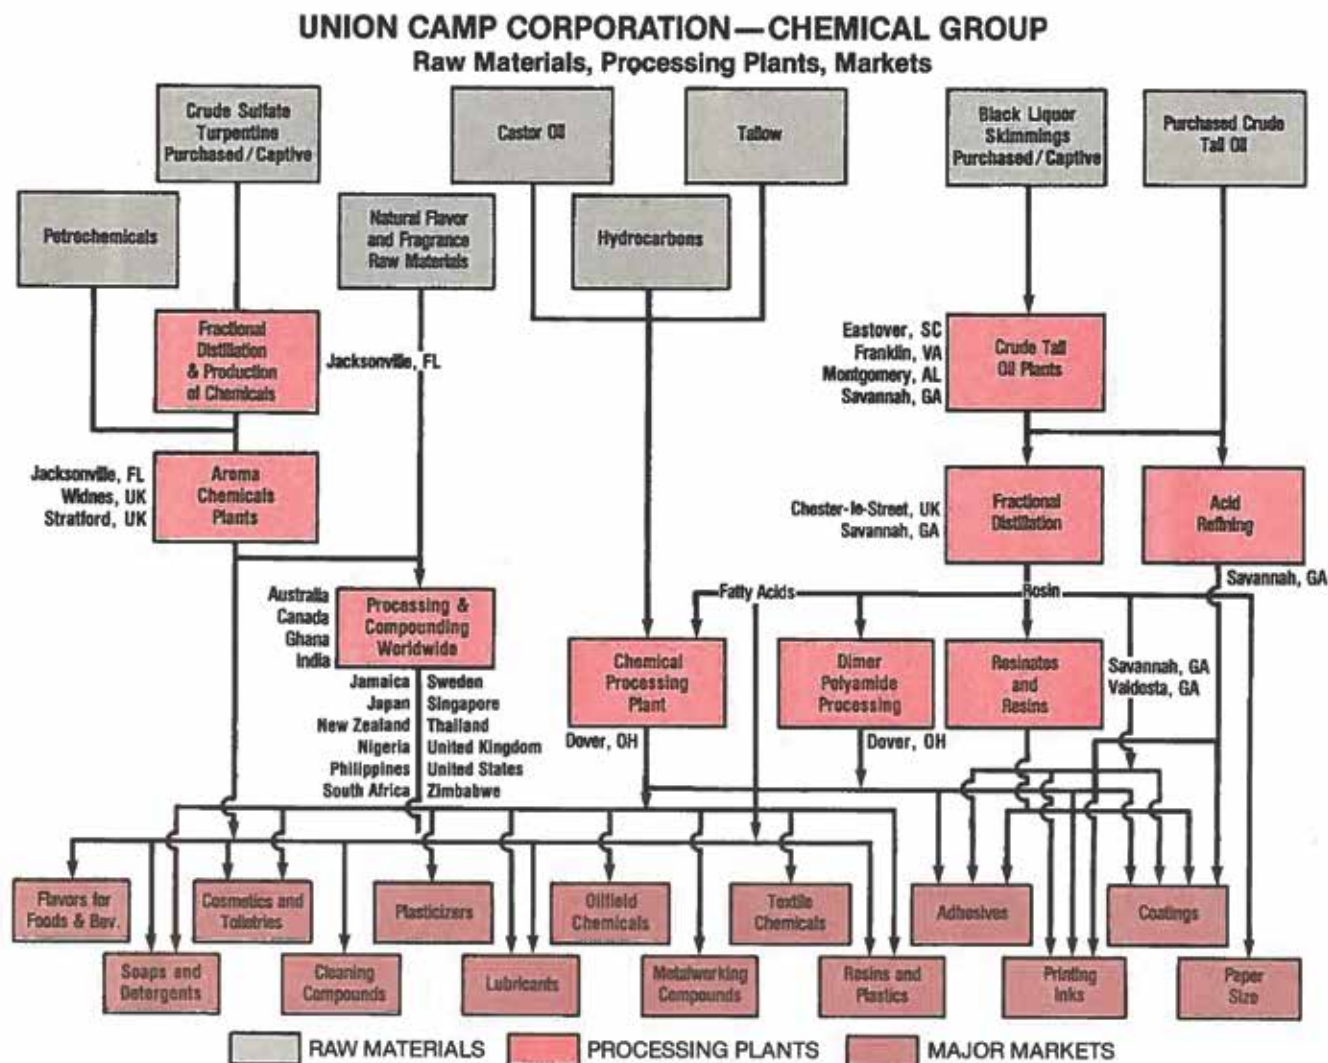 UNION CAMP CORPORATION—CHEMICAL GROUP
Raw Materials, Processing Plants, Markets
Crude Sulfate
Turpentine
Purchased/Captive
Castor Oil
Tallow
Black Liquor
Skimmings
Purchased/Captive
Purchased Crude
Tall Oil
Petrochemicals
Natural Flavor
and Fragrance
Raw Materials
Hydrocarbons
Fractional
Distillation
& Production
of Chemicals
Jacksonville, FL
Eastover, SC
Franklin, VA
Montgomery, AL
Savannah, GA
Crude Tall
Oil Plants
Jacksonville, FL
Widnes, UK
Stratford, UK
Aroma
Chemicals
Plants
Chester-le-Street, UK
Savannah, GA
Fractional
Distillation
Acid
Refining
Savannah, GA
Australia
Canada
Ghana
India
Processing &
Compounding
Worldwide
Fatty Acids
Rosin
Jamaica
Japan
New Zealand
Nigeria
Philippines
South Africa
Sweden
Singapore
Thailand
United Kingdom
United States
Zimbabwe
Chemical
Processing
Plant
Dover, OH
Dimer
Polyamide
Processing
Dover, OH
Resinates
and
Resins
Savannah, GA
Valdosta, GA
Flavors for
Foods & Bev.
Cosmetics and
Toiletries
Plasticizers
Oilfield
Chemicals
Textile
Chemicals
Adhesives
Coatings
Soaps and
Detergents
Cleaning
Compounds
Lubricants
Metalworking
Compounds
Resins and
Plastics
Printing
Inks
Paper
Size
RAW MATERIALS
PROCESSING PLANTS
MAJOR MARKETS